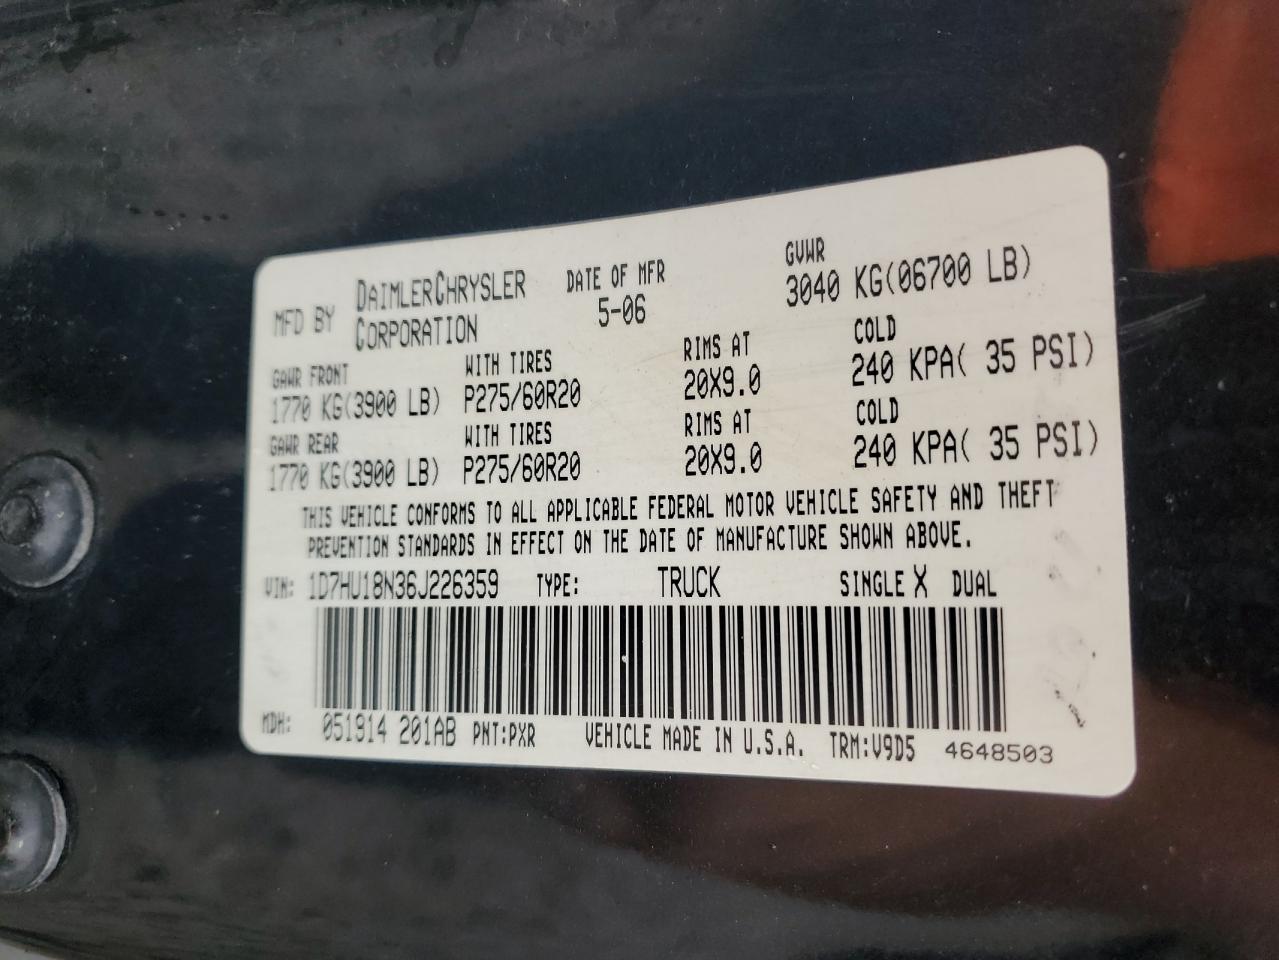 MFD BY DAIMLERCHRYSLER CORPORATION DATE OF MFR 5-06 GVWR 3040 KG(06700 LB)
GAWR FRONT WITH TIRES RIMS AT COLD
1770 KG(3900 LB) P275/60R20 20X9.0 240 KPA( 35 PSI)
GAWR REAR WITH TIRES RIMS AT COLD
1770 KG(3900 LB) P275/60R20 20X9.0 240 KPA( 35 PSI)
THIS VEHICLE CONFORMS TO ALL APPLICABLE FEDERAL MOTOR VEHICLE SAFETY AND THEFT
PREVENTION STANDARDS IN EFFECT ON THE DATE OF MANUFACTURE SHOWN ABOVE.
VIN: 1D7HU18N36J226359 TYPE: TRUCK SINGLE X DUAL
MDH: 051914 201AB PNT:PXR VEHICLE MADE IN U.S.A. TRM:V9D5 4648503